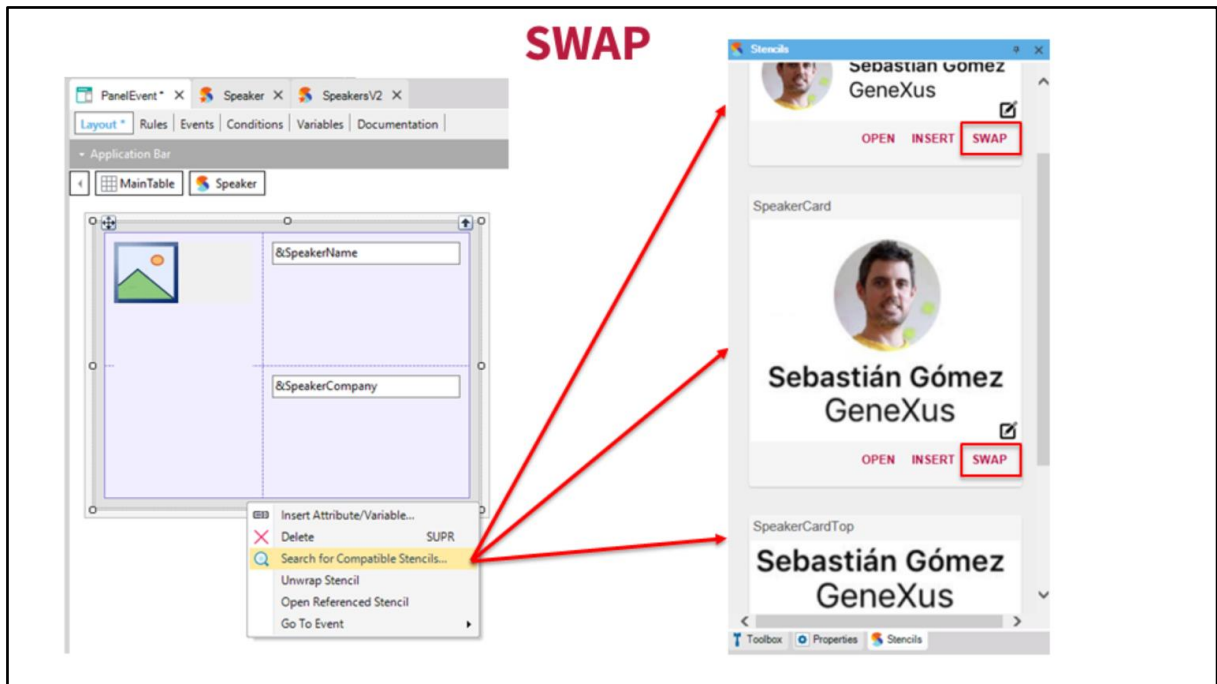 SWAP
PanelEvent *
Speaker
SpeakersV2
Layout * Rules Events Conditions Variables Documentation
Application Bar
MainTable Speaker
&SpeakerName
&SpeakerCompany
Insert Attribute/Variable...
Delete SUPR
Search for Compatible Stencils...
Unwrap Stencil
Open Referenced Stencil
Go To Event
Stencils
Sebastián Gómez
GeneXus
OPEN INSERT SWAP
SpeakerCard
Sebastián Gómez
GeneXus
OPEN INSERT SWAP
SpeakerCardTop
Sebastián Gómez
GeneXus
Toolbox Properties Stencils